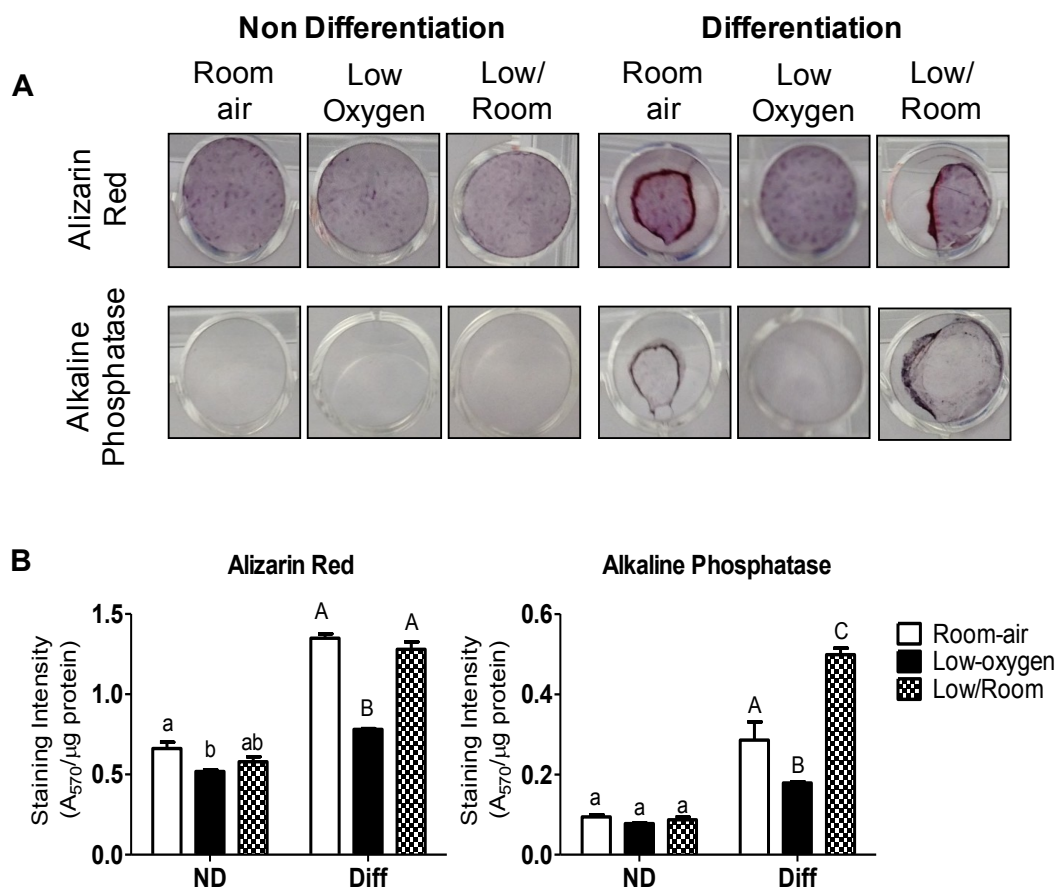 Non Differentiation Differentiation
A
Room air
Low Oxygen
Low/ Room
Room air
Low Oxygen
Low/ Room
Alizarin Red
Alkaline Phosphatase
B
Alizarin Red
Staining Intensity
(A570/μg protein)
1.5
1.0
0.5
0.0
a
b
ab
A
B
A
ND Diff
Alkaline Phosphatase
Staining Intensity
(A570/μg protein)
0.6
0.4
0.2
0.0
a
a
a
A
B
C
ND Diff
Room-air
Low-oxygen
Low/Room